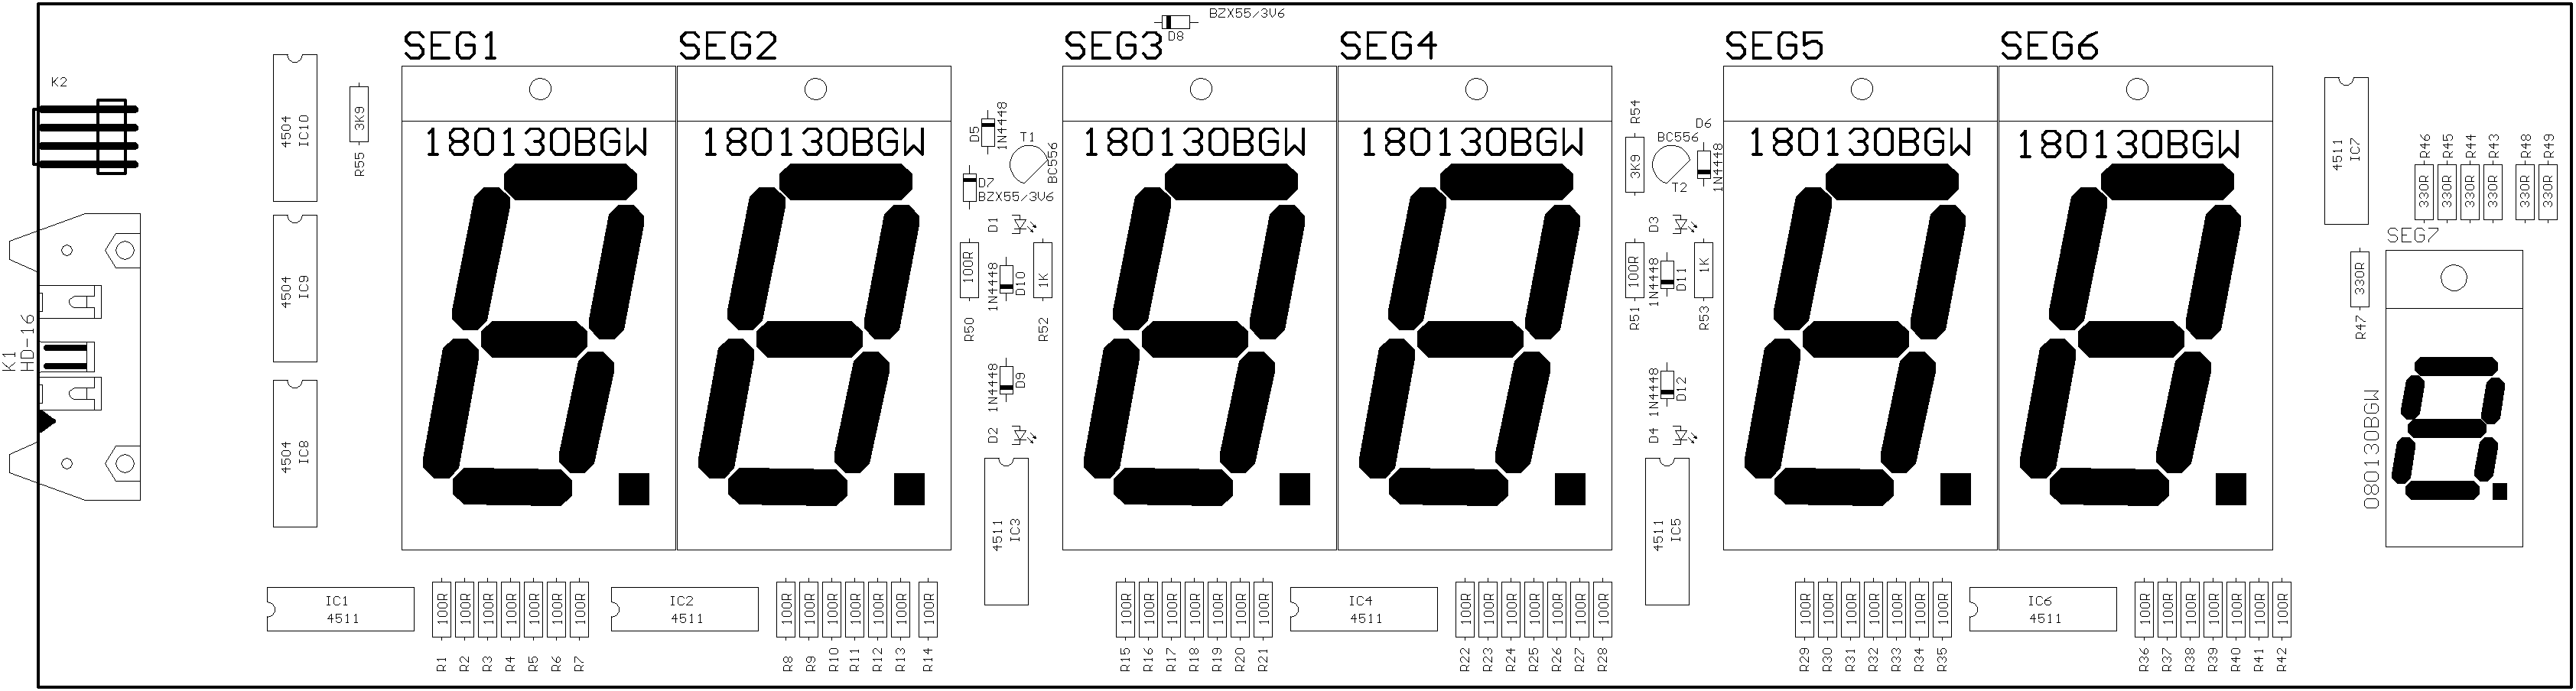 BZX55/3V6
D8
SEG1
SEG2
SEG3
SEG4
SEG5
SEG6
K2
4504
IC10
3K9
R55
180130BGW
180130BGW
D5
1N4448
T1
BC556
D7
BZX55/3V6
180130BGW
180130BGW
R54
3K9
BC556
T2
D6
1N4448
180130BGW
180130BGW
4511
IC7
R46
R45
R44
R43
R48
R49
330R
330R
330R
330R
330R
330R
SEG7
K1
HD-16
4504
IC9
4504
IC8
D1
100R
R50
1N4448
D10
1K
R52
1N4448
D9
D2
4511
IC3
D3
100R
R51
1N4448
D11
1K
R53
1N4448
D12
D4
4511
IC5
330R
R47
080130BGW
IC1
4511
100R
100R
100R
100R
100R
100R
100R
R1
R2
R3
R4
R5
R6
R7
IC2
4511
100R
100R
100R
100R
100R
100R
100R
R8
R9
R10
R11
R12
R13
R14
100R
100R
100R
100R
100R
100R
100R
R15
R16
R17
R18
R19
R20
R21
IC4
4511
100R
100R
100R
100R
100R
100R
100R
R22
R23
R24
R25
R26
R27
R28
100R
100R
100R
100R
100R
100R
100R
R29
R30
R31
R32
R33
R34
R35
IC6
4511
100R
100R
100R
100R
100R
100R
100R
R36
R37
R38
R39
R40
R41
R42